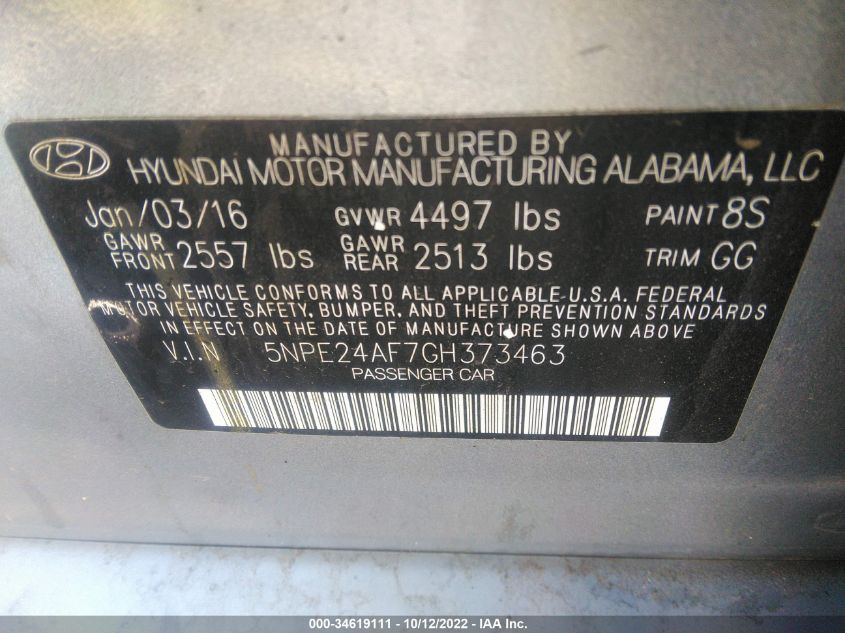 MANUFACTURED BY
HYUNDAI MOTOR MANUFACTURING ALABAMA, LLC
Jan/03/16 GVWR 4497 lbs PAINT 8S
GAWR FRONT 2557 lbs GAWR REAR 2513 lbs TRIM GG
THIS VEHICLE CONFORMS TO ALL APPLICABLE-U.S.A. FEDERAL
MOTOR VEHICLE SAFETY, BUMPER, AND THEFT PREVENTION STANDARDS
IN EFFECT ON THE DATE OF MANUFACTURE SHOWN ABOVE.
V.I.N 5NPE24AF7GH373463
PASSENGER CAR
000-34619111 - 10/12/2022 - IAA Inc.